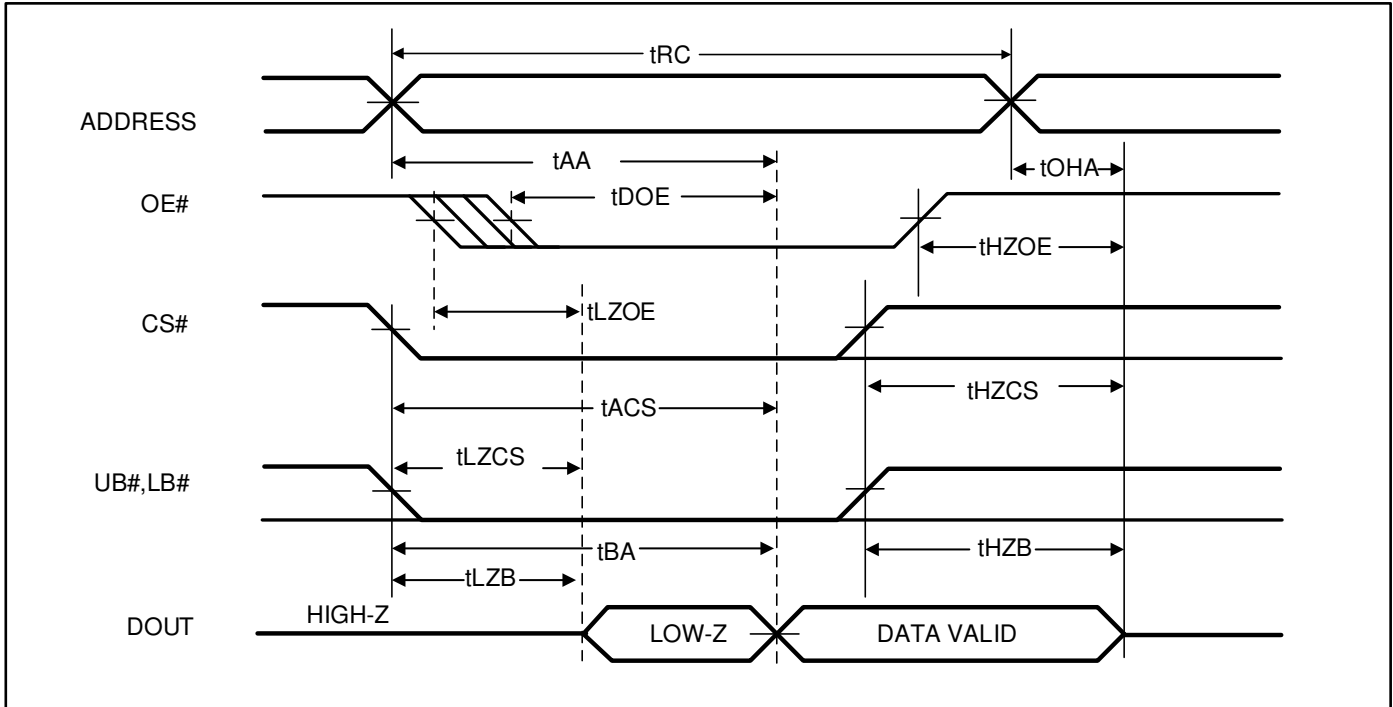 tRC
ADDRESS
tAA
tOHA
OE#
tDOE
tHZOE
tLZOE
CS#
tHZCS
tACS
tLZCS
UB#,LB#
tBA
tHZB
tLZB
HIGH-Z
DOUT
LOW-Z
DATA VALID